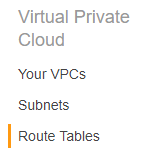 Virtual Private
Cloud
Your VPCs
Subnets
Route Tables